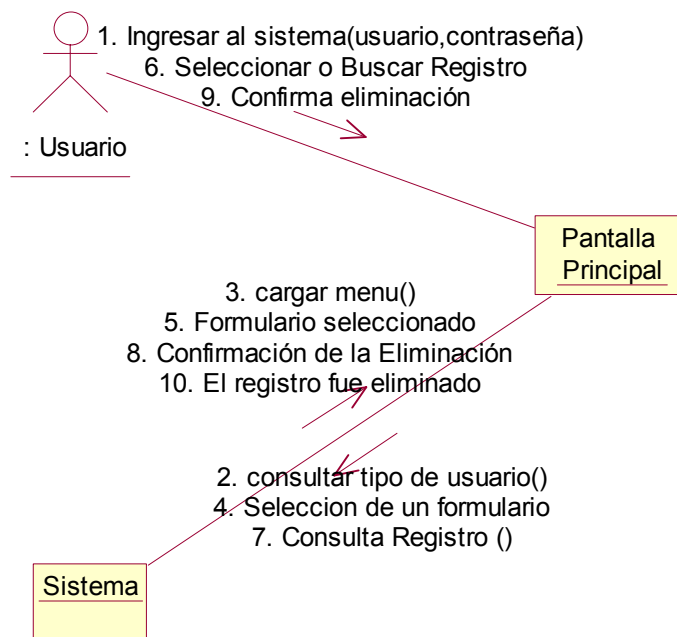 1. Ingresar al sistema(usuario,contraseña)
6. Seleccionar o Buscar Registro
9. Confirma eliminación
: Usuario
Pantalla
Principal
3. cargar menu()
5. Formulario seleccionado
8. Confirmación de la Eliminación
10. El registro fue eliminado
2. consultar tipo de usuario()
4. Seleccion de un formulario
7. Consulta Registro ()
Sistema